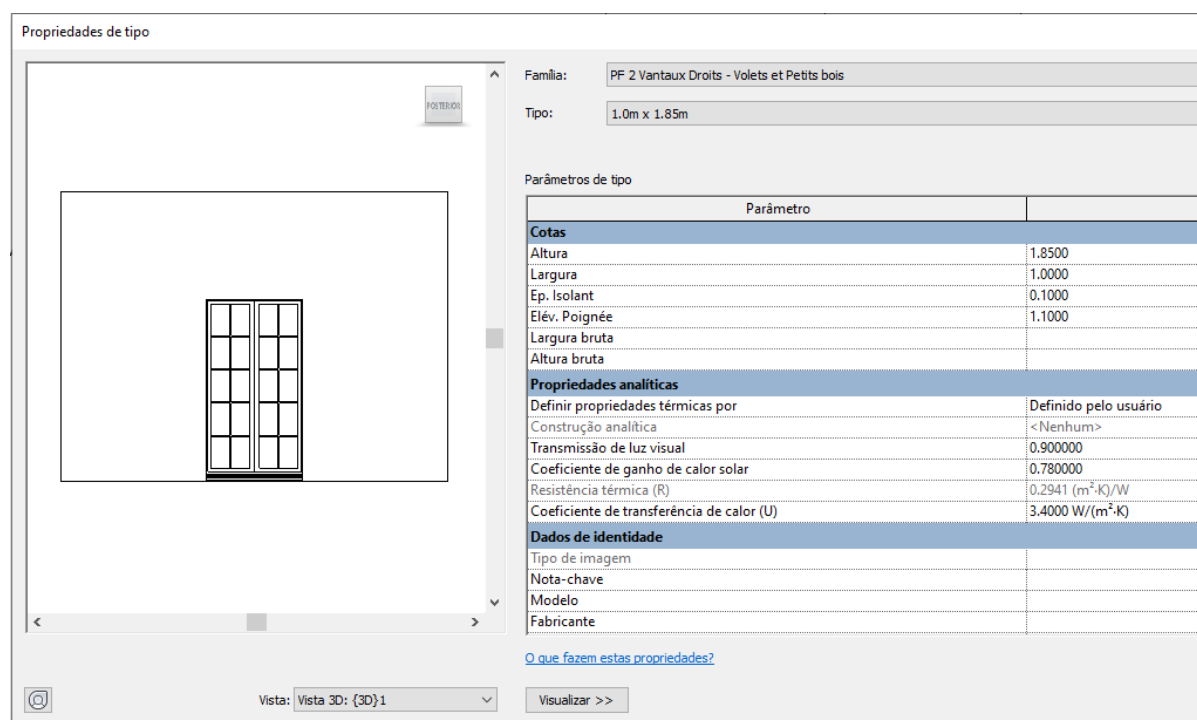 Propriedades de tipo
POSTERIOR
Família: PF 2 Vantaux Droits - Volets et Petits bois
Tipo: 1.0m x 1.85m
Parâmetros de tipo
Parâmetro
Cotas
Altura 1.8500
Largura 1.0000
Ep. Isolant 0.1000
Elév. Poignée 1.1000
Largura bruta
Altura bruta
Propriedades analíticas
Definir propriedades térmicas por Definido pelo usuário
Construção analítica <Nenhum>
Transmissão de luz visual 0.900000
Coeficiente de ganho de calor solar 0.780000
Resistência térmica (R) 0.2941 (m²·K)/W
Coeficiente de transferência de calor (U) 3.4000 W/(m²·K)
Dados de identidade
Tipo de imagem
Nota-chave
Modelo
Fabricante
O que fazem estas propriedades?
Vista: Vista 3D: {3D}1
Visualizar >>